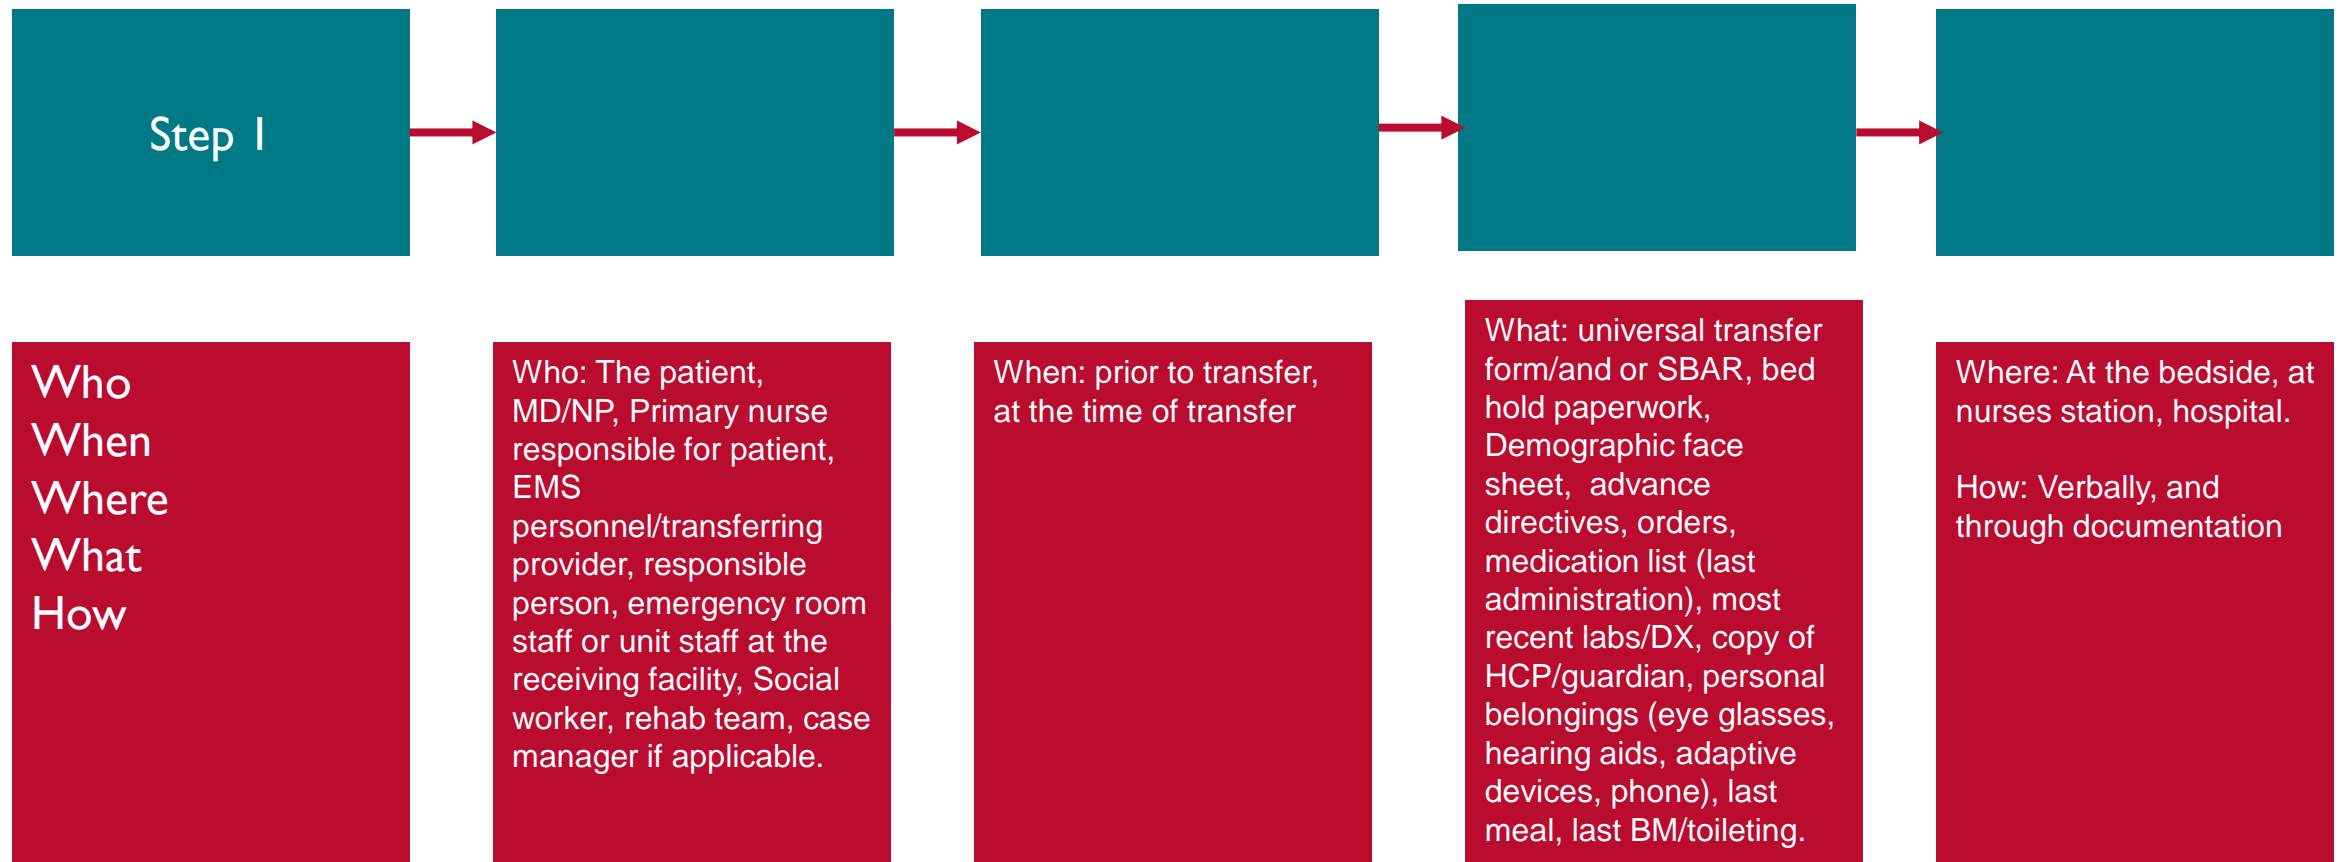 Step 1
Who
When
Where
What
How
Who: The patient,
MD/NP, Primary nurse
responsible for patient,
EMS
personnel/transferring
provider, responsible
person, emergency room
staff or unit staff at the
receiving facility, Social
worker, rehab team, case
manager if applicable.
When: prior to transfer,
at the time of transfer
What: universal transfer
form/and or SBAR, bed
hold paperwork,
Demographic face
sheet,  advance
directives, orders,
medication list (last
administration), most
recent labs/DX, copy of
HCP/guardian, personal
belongings (eye glasses,
hearing aids, adaptive
devices, phone), last
meal, last BM/toileting.
Where: At the bedside, at
nurses station, hospital.
How: Verbally, and
through documentation